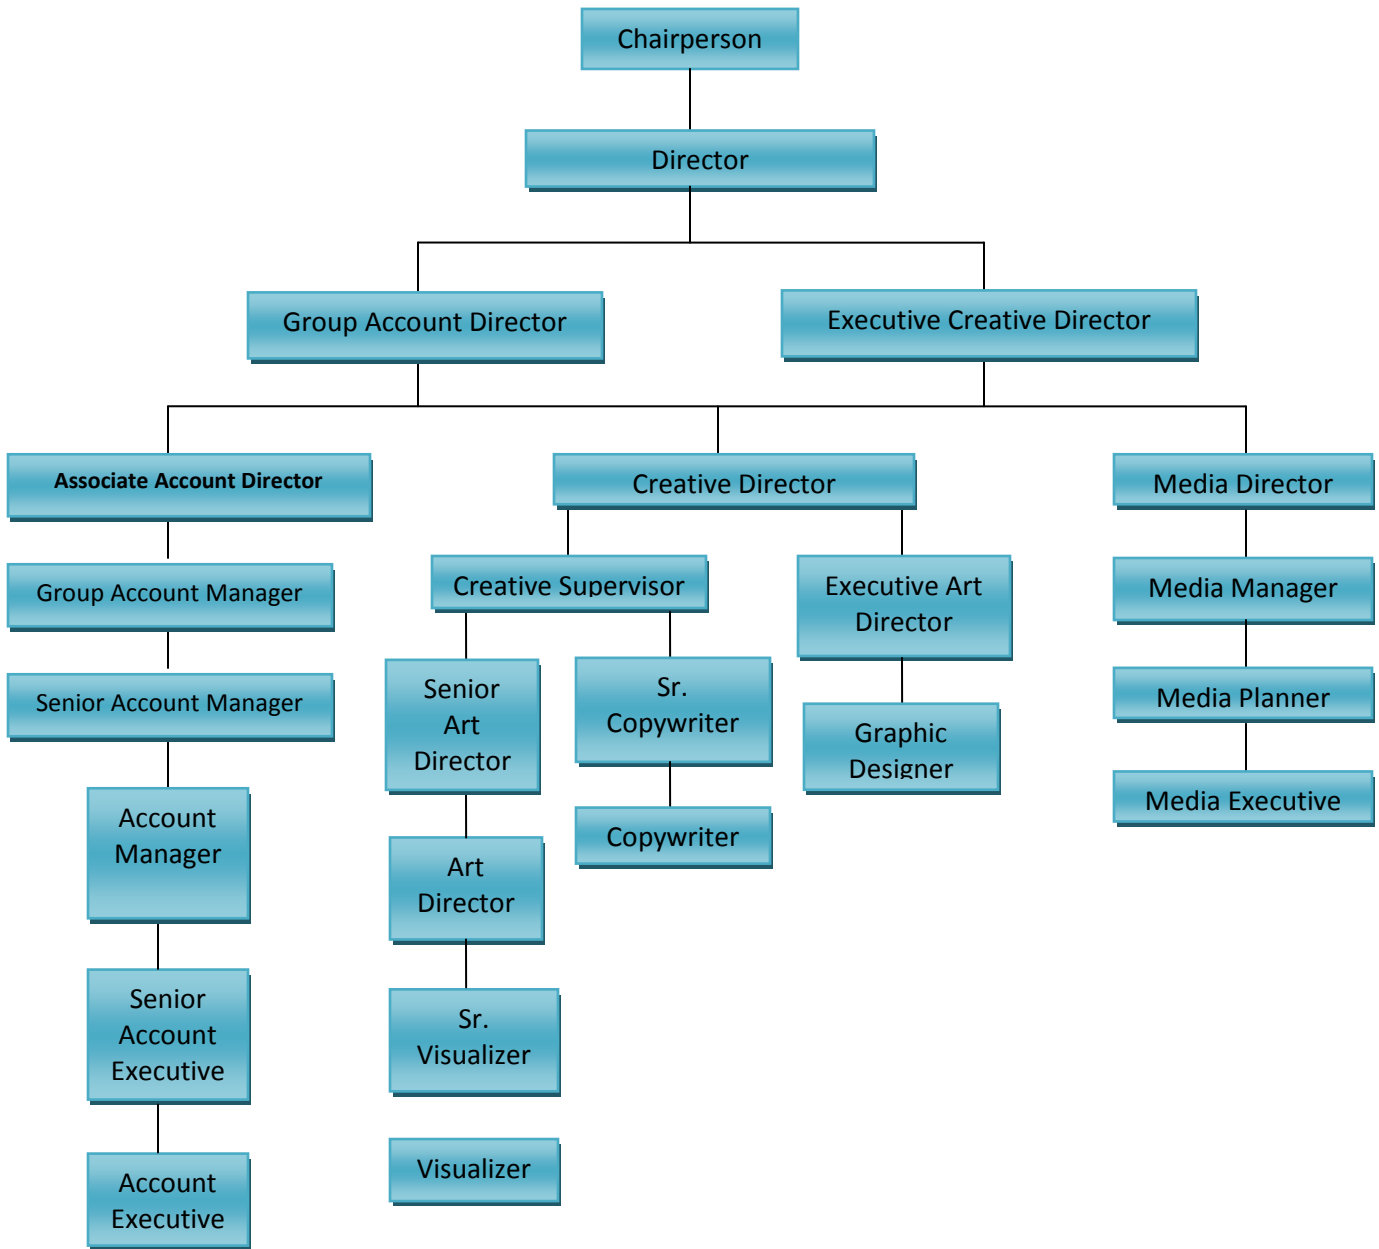 Chairperson
Director
Group Account Director
Executive Creative Director
Associate Account Director
Creative Director
Media Director
Group Account Manager
Creative Supervisor
Executive Art
Director
Media Manager
Senior Account Manager
Senior
Art
Director
Sr.
Copywriter
Graphic
Designer
Media Planner
Media Executive
Account
Manager
Copywriter
Art
Director
Senior
Account
Executive
Sr.
Visualizer
Account
Executive
Visualizer